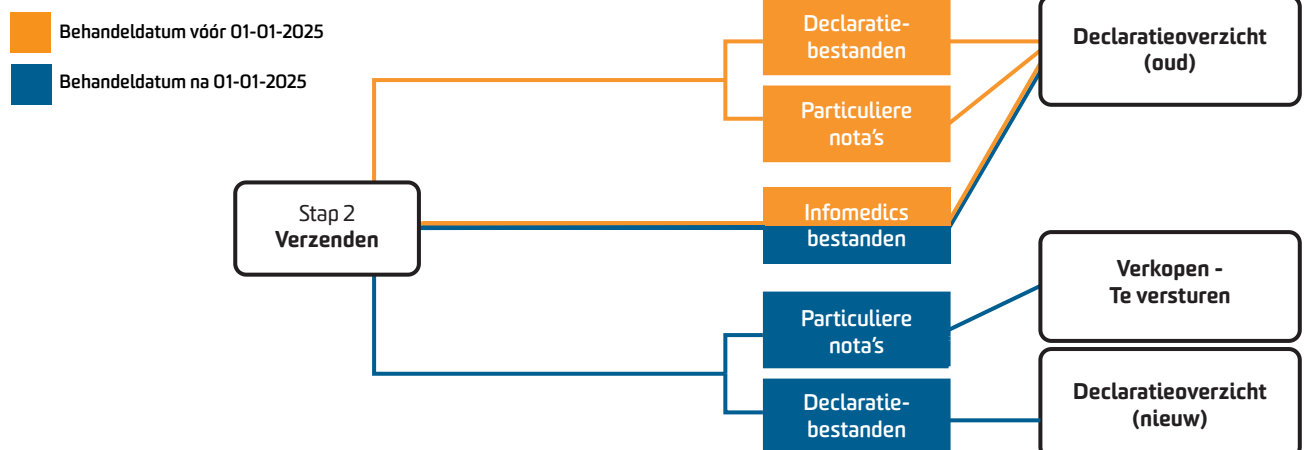 Behandeldatum vóór 01-01-2025
Behandeldatum na 01-01-2025
Stap 2
Verzenden
Declaratie-
bestanden
Particuliere
nota's
Infomedics
bestanden
Particuliere
nota's
Declaratie-
bestanden
Declaratieoverzicht
(oud)
Verkopen -
Te versturen
Declaratieoverzicht
(nieuw)